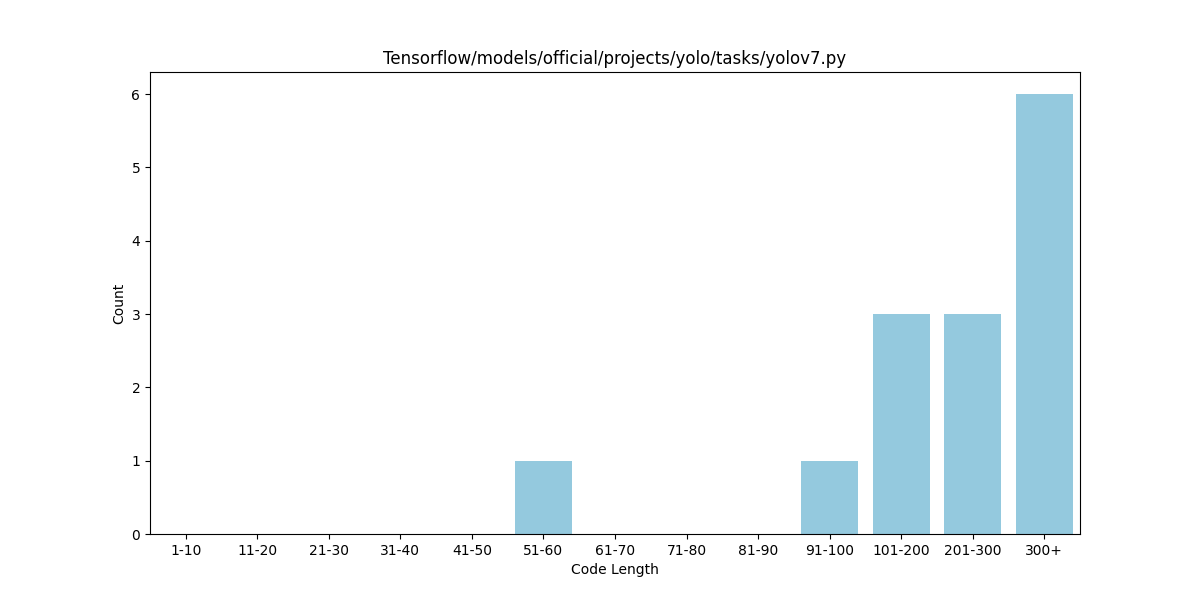 Tensorflow/models/official/projects/yolo/tasks/yolov7.py
6
5
4
3
2
1
0
Count
1-10 11-20 21-30 31-40 41-50 51-60 61-70 71-80 81-90 91-100 101-200 201-300 300+
Code Length